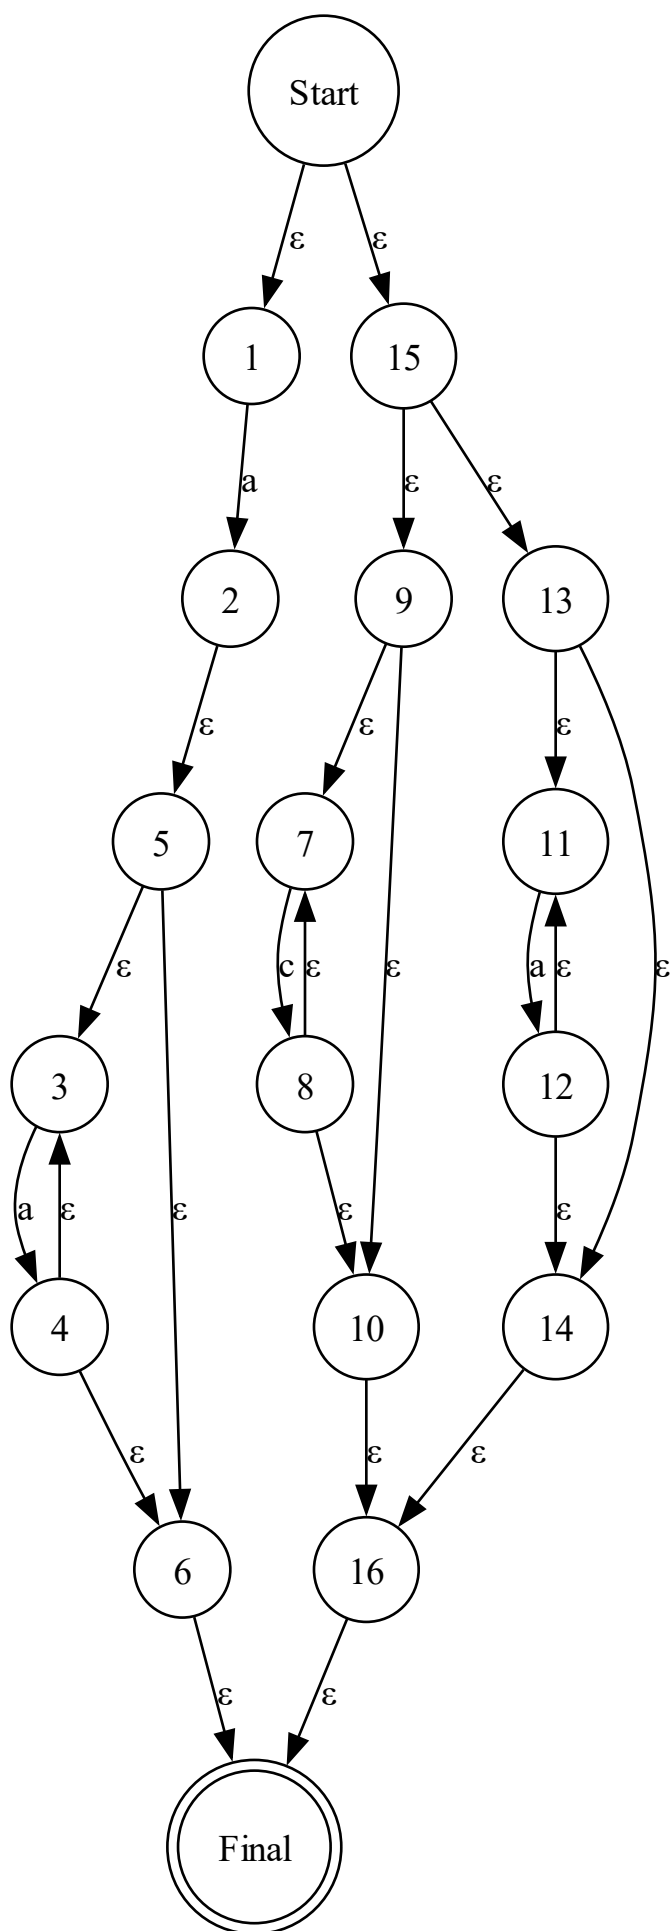 Start
ε ε
1 15
a ε ε
2 9 13
ε ε ε
5 7 11
ε c ε ε a ε ε
3 8 12
a ε ε ε ε
4 10 14
ε ε ε
6 16
ε ε
Final